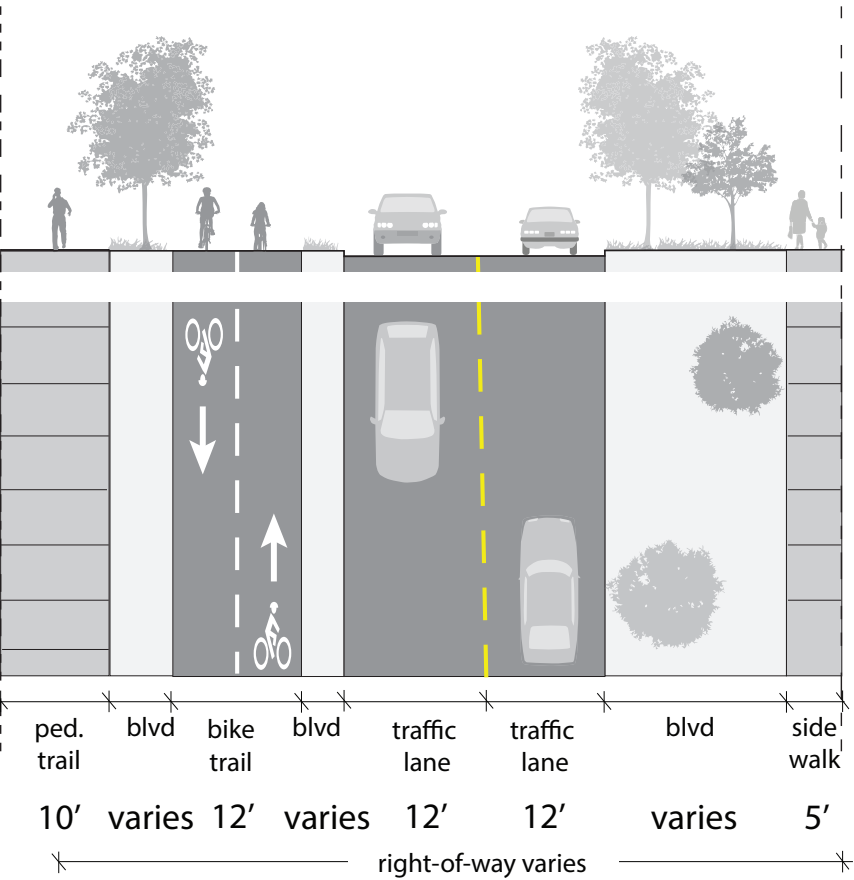 ped. trail
blvd
bike trail
blvd
traffic lane
traffic lane
blvd
side walk
10’ varies 12’ varies 12’ 12’ varies 5’
right-of-way varies